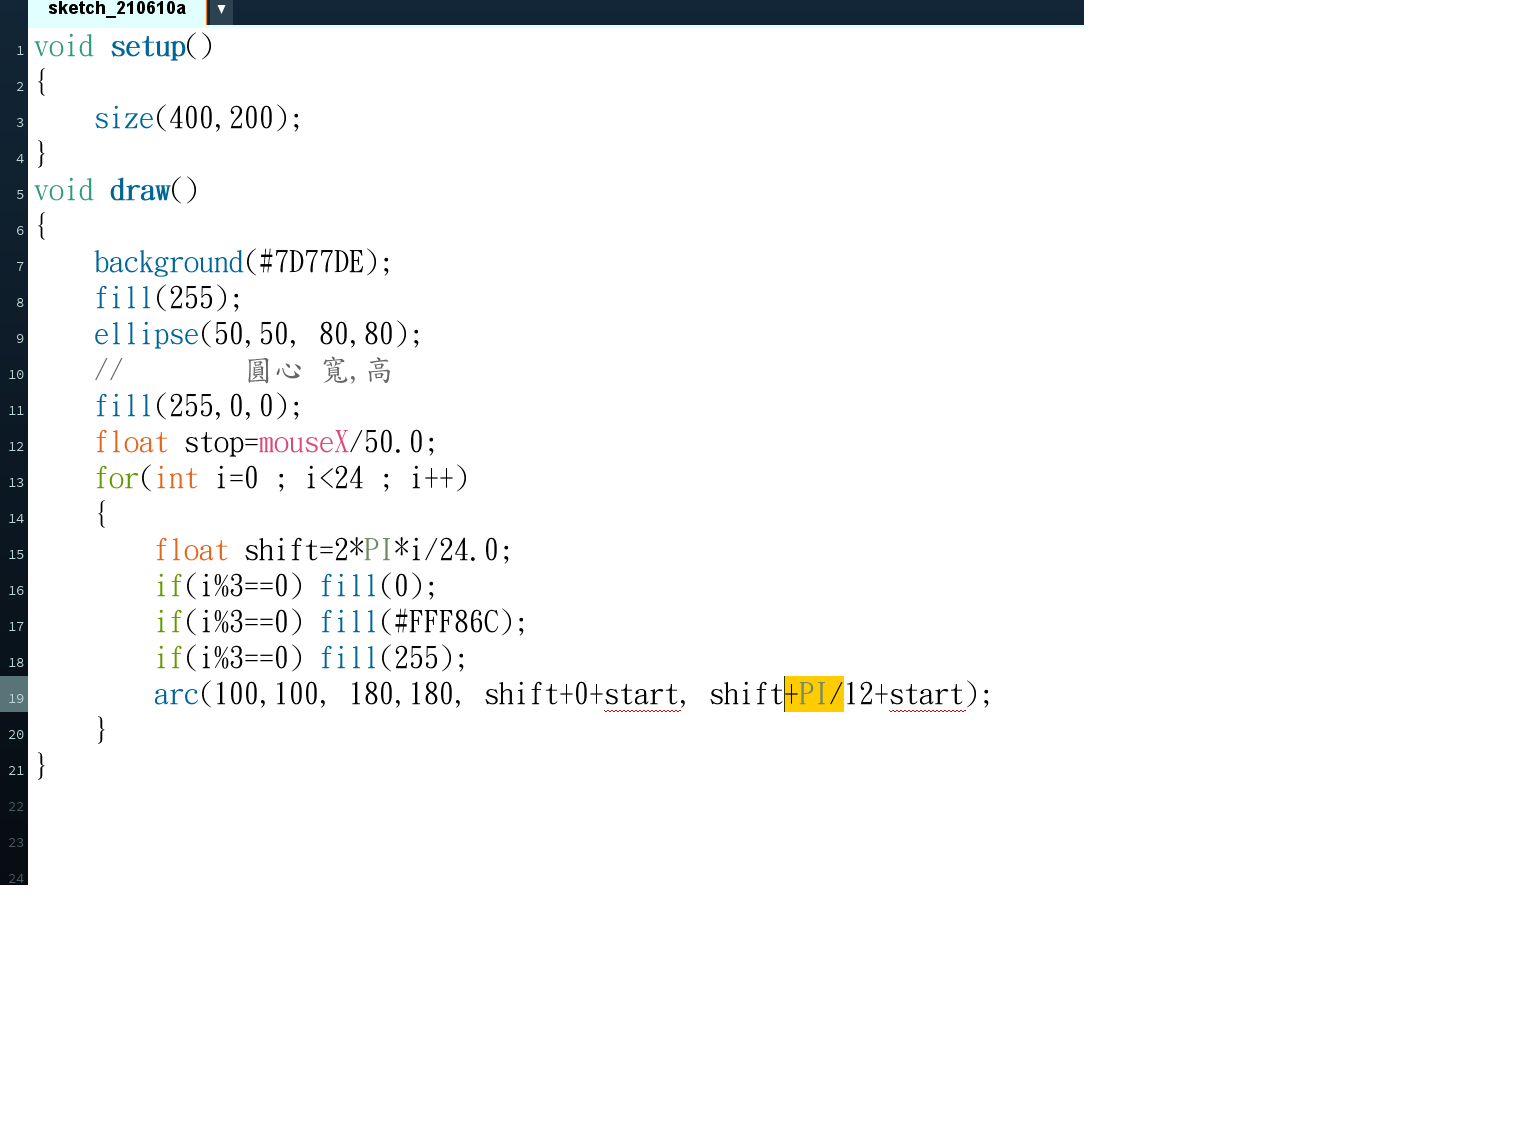 sketch_210610a ▼
1 void setup()
2 {
3     size(400,200);
4 }
5 void draw()
6 {
7     background(#7D77DE);
8     fill(255);
9     ellipse(50,50, 80,80);
10     //        圓心 寬,高
11     fill(255,0,0);
12     float stop=mouseX/50.0;
13     for(int i=0 ; i<24 ; i++)
14     {
15         float shift=2*PI*i/24.0;
16         if(i%3==0) fill(0);
17         if(i%3==0) fill(#FFF86C);
18         if(i%3==0) fill(255);
19         arc(100,100, 180,180, shift+0+start, shift+PI/12+start);
20     }
21 }
22
23
24